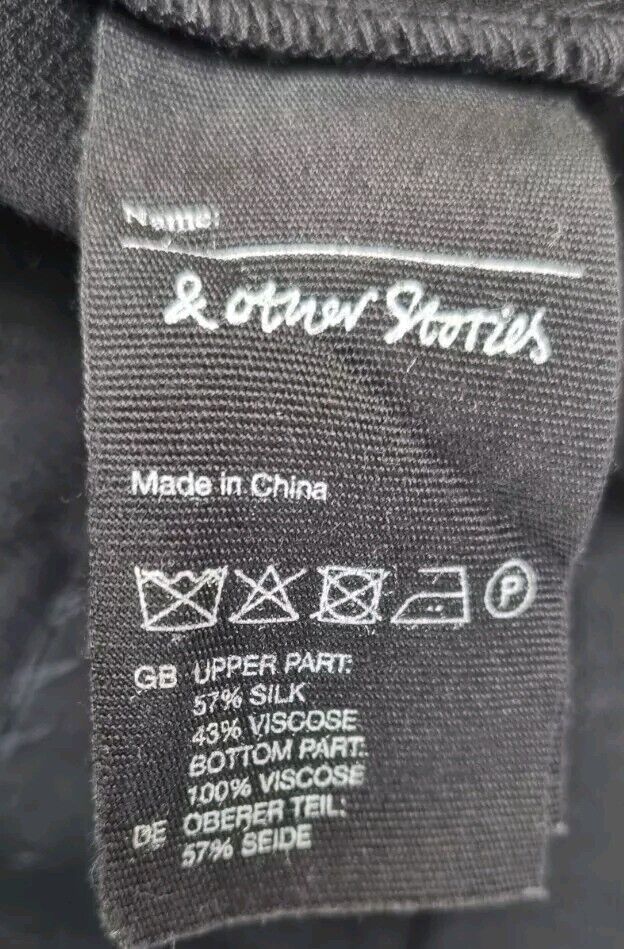 Name:
& other Stories
Made in China
P
GB UPPER PART:
57% SILK
43% VISCOSE
BOTTOM PART:
100% VISCOSE
DE OBERER TEIL:
57% SEIDE